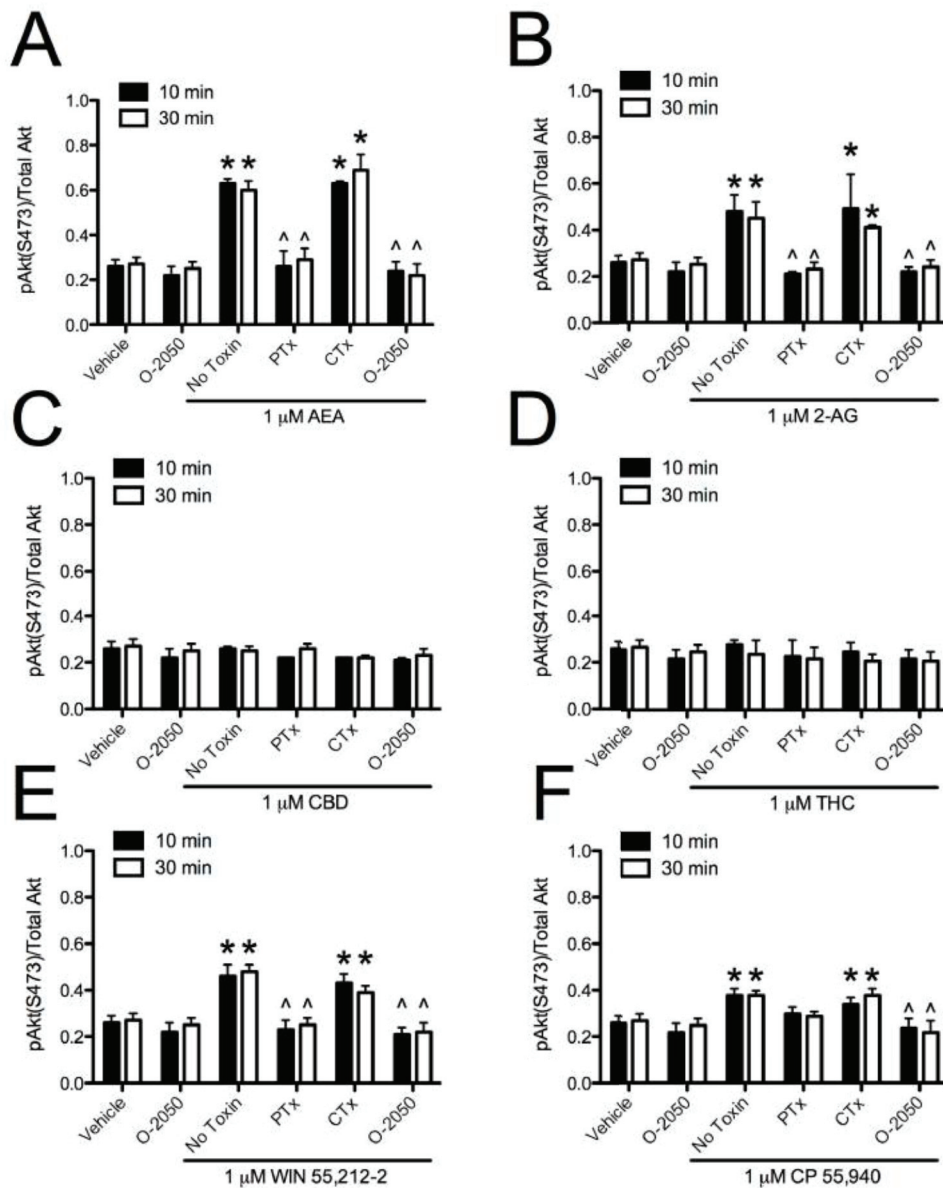 A
10 min
30 min
pAkt(S473)/Total Akt
1.0
0.8
0.6
0.4
0.2
0.0
* * * *
^ ^ ^ ^
Vehicle
O-2050
No Toxin
PTx
CTx
O-2050
1 μM AEA
B
10 min
30 min
pAkt(S473)/Total Akt
1.0
0.8
0.6
0.4
0.2
0.0
* * * *
^ ^ ^ ^
Vehicle
O-2050
No Toxin
PTx
CTx
O-2050
1 μM 2-AG
C
10 min
30 min
pAkt(S473)/Total Akt
1.0
0.8
0.6
0.4
0.2
0.0
Vehicle
O-2050
No Toxin
PTx
CTx
O-2050
1 μM CBD
D
10 min
30 min
pAkt(S473)/Total Akt
1.0
0.8
0.6
0.4
0.2
0.0
Vehicle
O-2050
No Toxin
PTx
CTx
O-2050
1 μM THC
E
10 min
30 min
pAkt(S473)/Total Akt
1.0
0.8
0.6
0.4
0.2
0.0
* * * *
^ ^ ^ ^
Vehicle
O-2050
No Toxin
PTx
CTx
O-2050
1 μM WIN 55,212-2
F
10 min
30 min
pAkt(S473)/Total Akt
1.0
0.8
0.6
0.4
0.2
0.0
* * * *
^ ^
Vehicle
O-2050
No Toxin
PTx
CTx
O-2050
1 μM CP 55,940